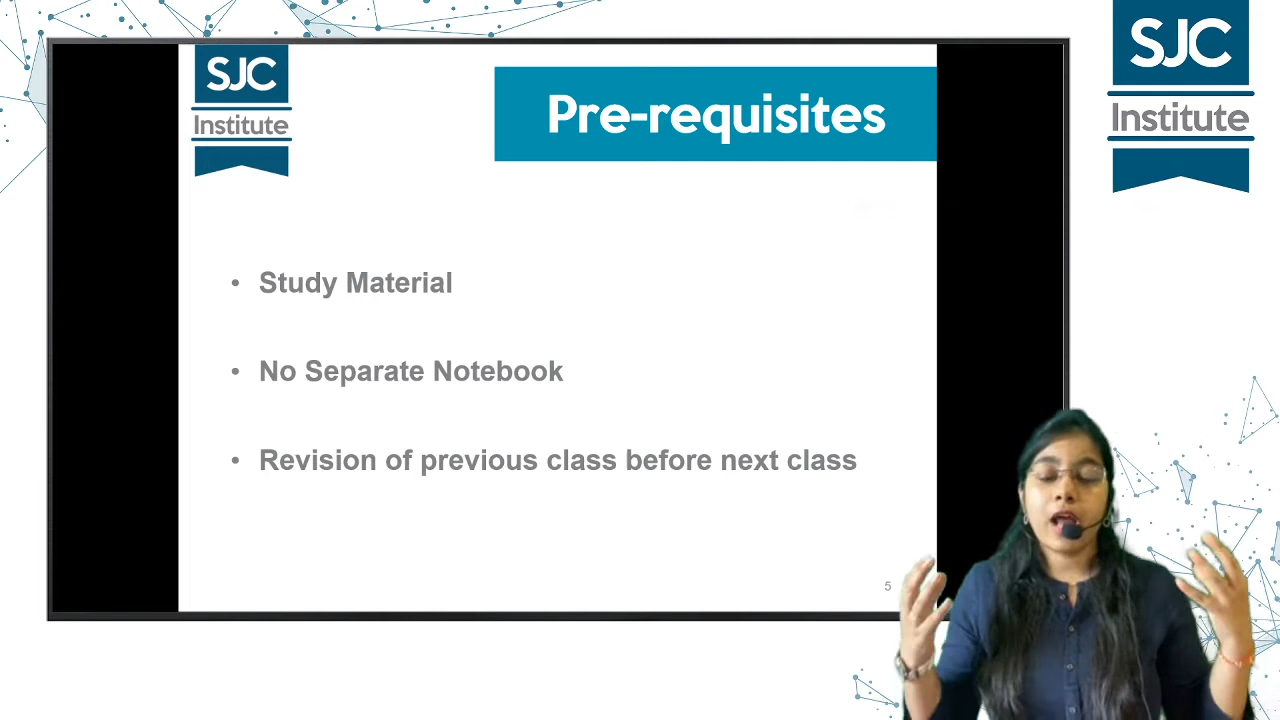 SJC
Institute
Pre-requisites
SJC
Institute
• Study Material
• No Separate Notebook
• Revision of previous class before next class
5